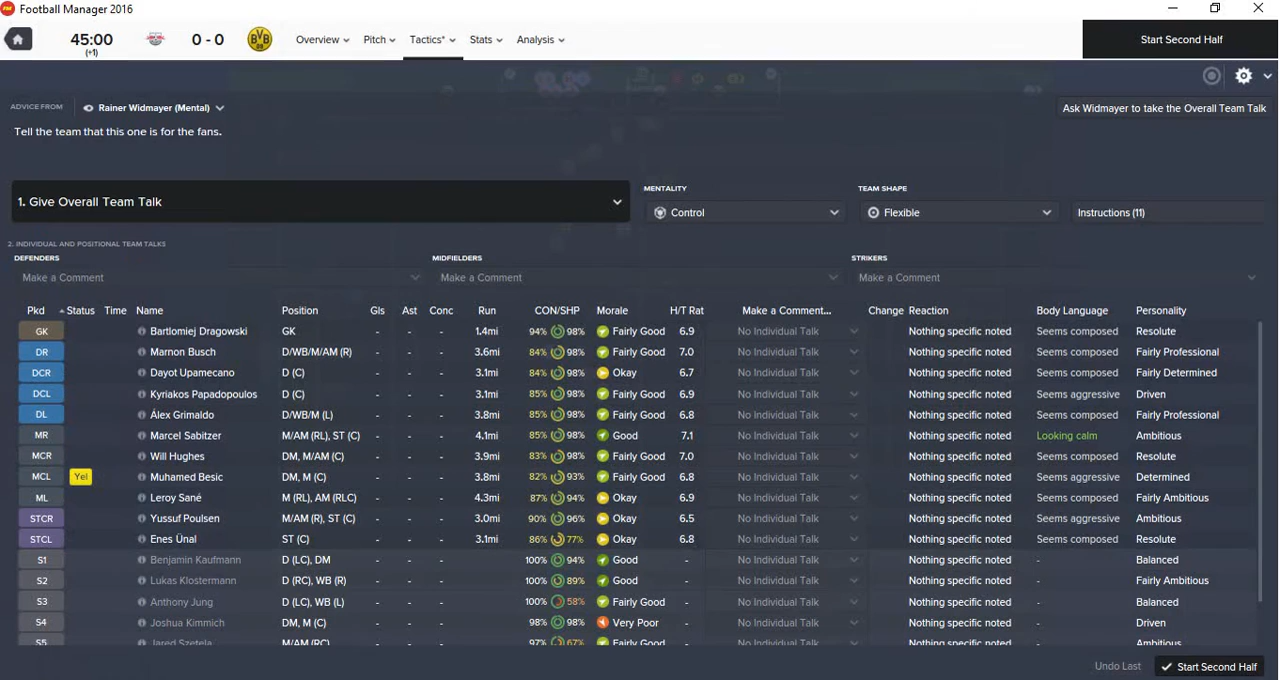 FM Football Manager 2016
45:00 0 - 0 BVB 09 Overview Pitch Tactics* Stats Analysis Start Second Half
(+1)
ADVICE FROM Rainer Widmayer (Mental) Ask Widmayer to take the Overall Team Talk
Tell the team that this one is for the fans.
MENTALITY TEAM SHAPE
1. Give Overall Team Talk Control Flexible Instructions (11)
2. INDIVIDUAL AND POSITIONAL TEAM TALKS
DEFENDERS MIDFIELDERS STRIKERS
Make a Comment Make a Comment Make a Comment
Pkd Status Time Name Position Gls Ast Conc Run CON/SHP Morale H/T Rat Make a Comment... Change Reaction Body Language Personality
GK Bartlomiej Dragowski GK - - - 1.4mi 94% 98% Fairly Good 6.9 No Individual Talk Nothing specific noted Seems composed Resolute
DR Marnon Busch D/WB/M/AM (R) - - - 3.6mi 84% 98% Fairly Good 7.0 No Individual Talk Nothing specific noted Seems composed Fairly Professional
DCR Dayot Upamecano D (C) - - - 3.1mi 84% 98% Okay 6.7 No Individual Talk Nothing specific noted Seems composed Fairly Determined
DCL Kyriakos Papadopoulos D (C) - - - 3.1mi 85% 98% Fairly Good 6.9 No Individual Talk Nothing specific noted Seems aggressive Driven
DL Álex Grimaldo D/WB/M (L) - - - 3.8mi 85% 98% Fairly Good 6.8 No Individual Talk Nothing specific noted Seems composed Fairly Professional
MR Marcel Sabitzer M/AM (RL), ST (C) - - - 4.1mi 85% 98% Good 7.1 No Individual Talk Nothing specific noted Looking calm Ambitious
MCR Will Hughes DM, M/AM (C) - - - 3.9mi 83% 98% Fairly Good 7.0 No Individual Talk Nothing specific noted Seems composed Resolute
MCL Yel Muhamed Besic DM, M (C) - - - 3.8mi 82% 93% Fairly Good 6.8 No Individual Talk Nothing specific noted Seems aggressive Determined
ML Leroy Sané M (RL), AM (RLC) - - - 4.3mi 87% 94% Okay 6.9 No Individual Talk Nothing specific noted Seems composed Fairly Ambitious
STCR Yussuf Poulsen M/AM (R), ST (C) - - - 3.0mi 90% 96% Okay 6.5 No Individual Talk Nothing specific noted Seems aggressive Ambitious
STCL Enes Ünal ST (C) - - - 3.1mi 86% 77% Okay 6.8 No Individual Talk Nothing specific noted Seems composed Resolute
S1 Benjamin Kaufmann D (LC), DM - - - 100% 94% Good - No Individual Talk Nothing specific noted - Balanced
S2 Lukas Klostermann D (RC), WB (R) - - - 100% 89% Good - No Individual Talk Nothing specific noted - Fairly Ambitious
S3 Anthony Jung D (LC), WB (L) - - - 100% 58% Fairly Good - No Individual Talk Nothing specific noted - Balanced
S4 Joshua Kimmich DM, M (C) - - - 98% 98% Very Poor - No Individual Talk Nothing specific noted - Driven
S5 Jared Szetela M/AM (RC) - - - 97% 67% Fairly Good - No Individual Talk Nothing specific noted - Ambitious
Undo Last Start Second Half